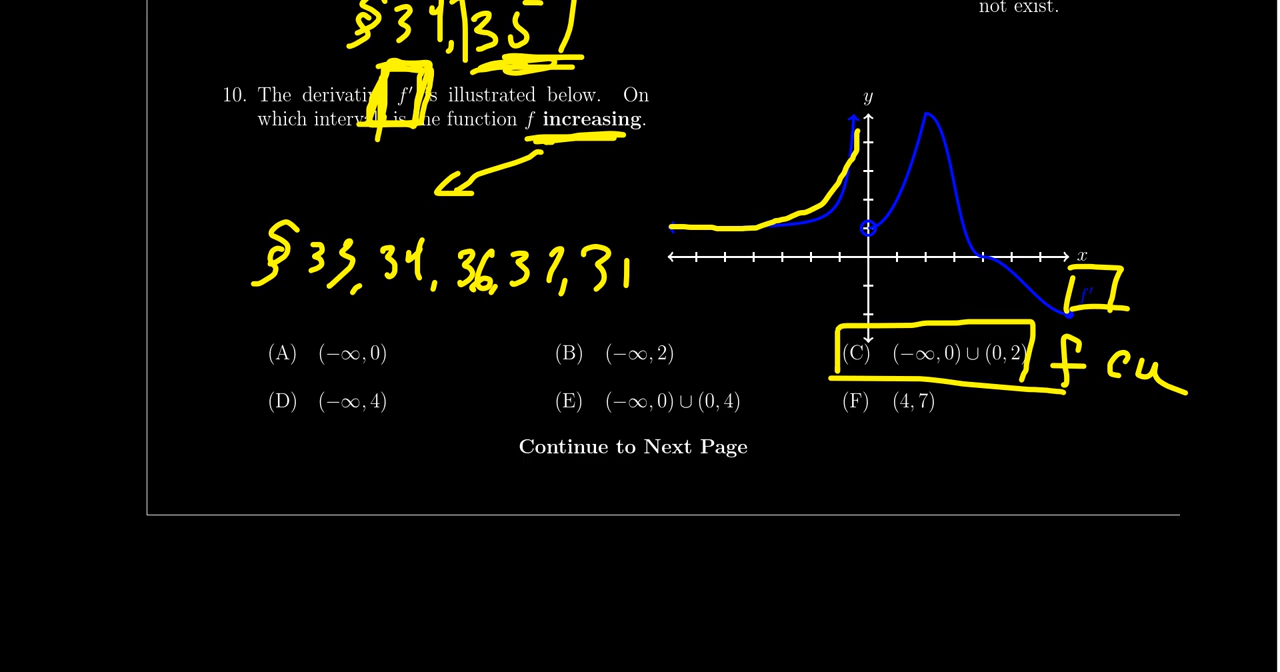 not exist.
§34, 35
10. The derivative f' is illustrated below. On
which intervals is the function f increasing.
y
x
f'
§ 33, 34, 36, 37, 31
(A) (−∞, 0)
(B) (−∞, 2)
(C) (−∞, 0) ∪ (0, 2)
f cu
(D) (−∞, 4)
(E) (−∞, 0) ∪ (0, 4)
(F) (4, 7)
Continue to Next Page